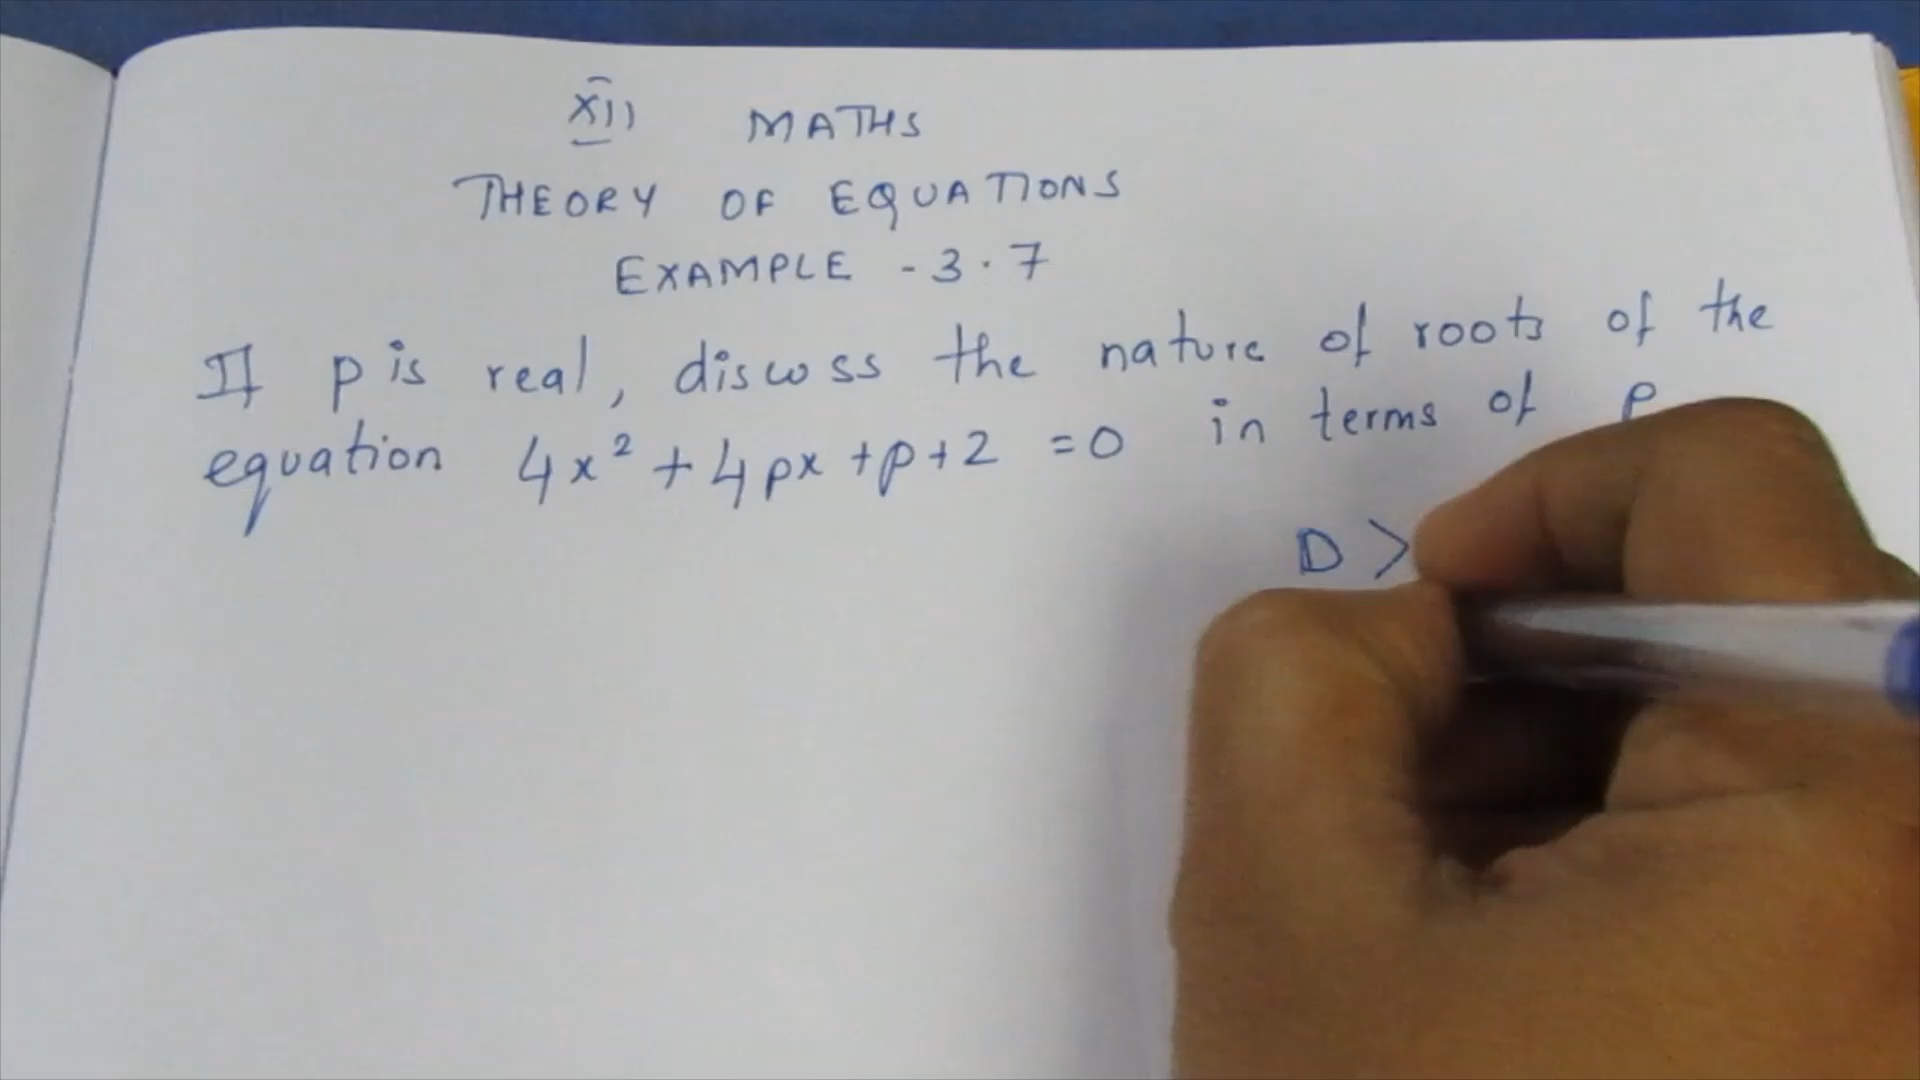 XII MATHS
THEORY OF EQUATIONS
EXAMPLE - 3.7
If p is real, discuss the nature of roots of the
equation 4x² + 4px + p + 2 = 0 in terms of p
D >